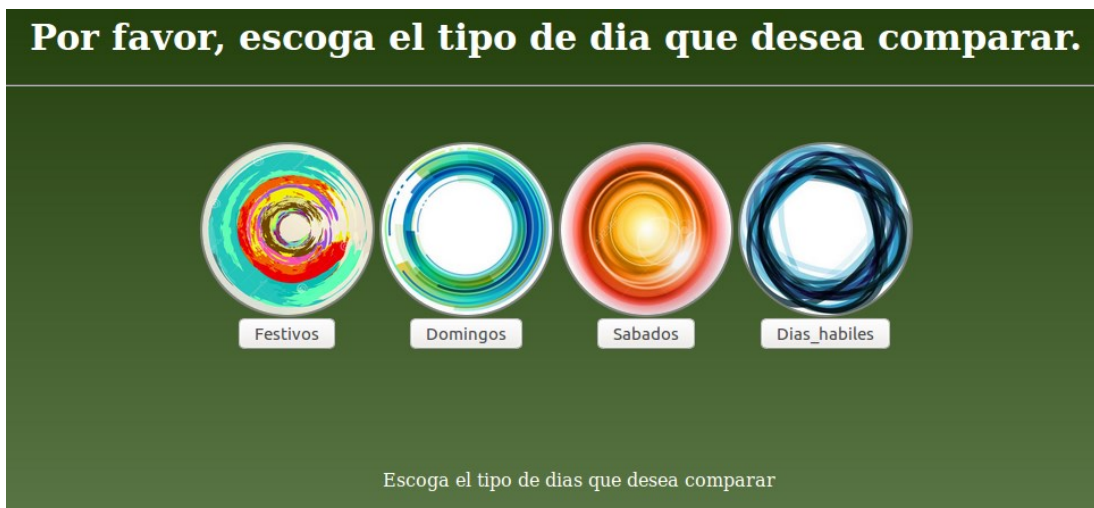 Por favor, escoga el tipo de dia que desea comparar.
Festivos Domingos Sabados Dias_habiles
Escoga el tipo de dias que desea comparar